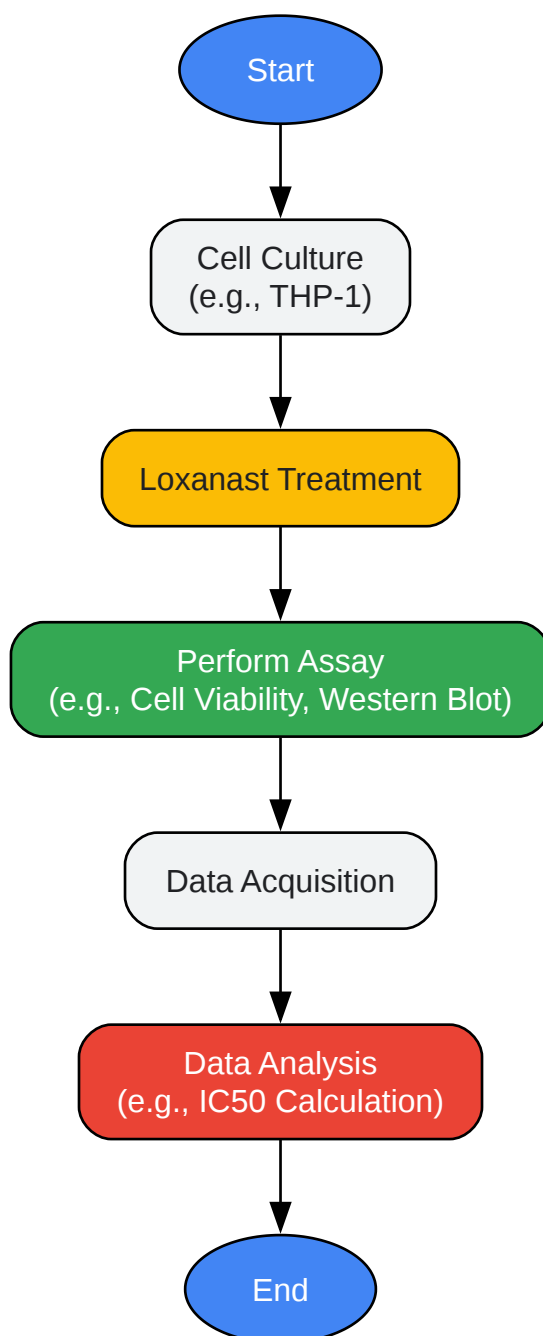 Start
Cell Culture
(e.g., THP-1)
Loxanast Treatment
Perform Assay
(e.g., Cell Viability, Western Blot)
Data Acquisition
Data Analysis
(e.g., IC50 Calculation)
End